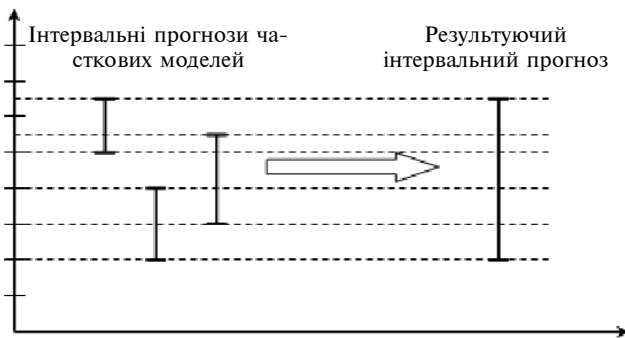 Інтервальні прогнози ча-
сткових моделей
Результуючий
інтервальний прогноз